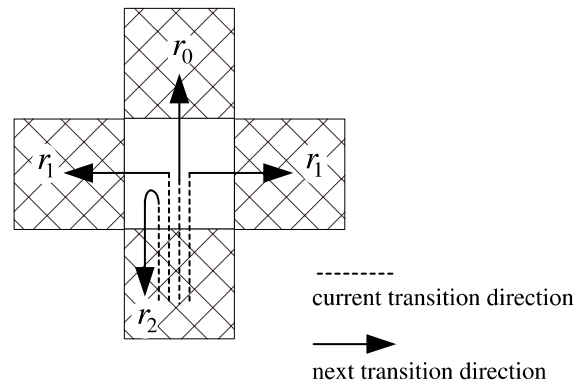 r0
r1 r1
r2
current transition direction
next transition direction